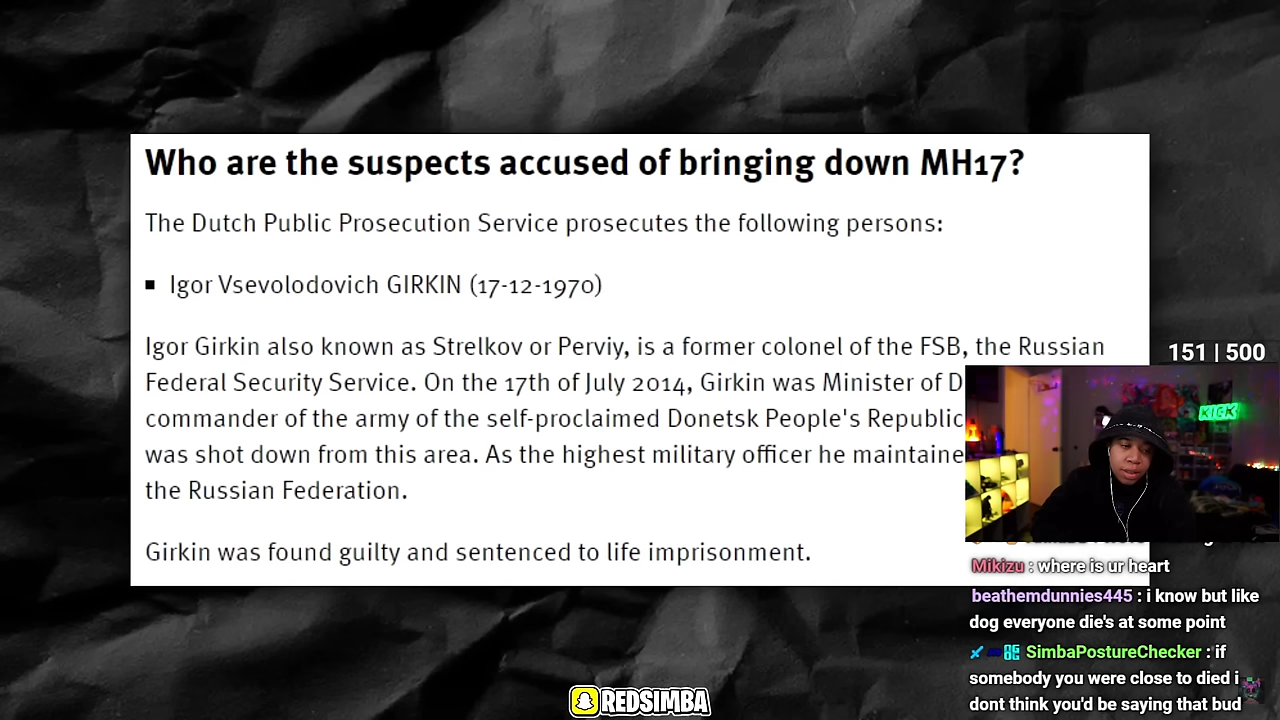 Who are the suspects accused of bringing down MH17?
The Dutch Public Prosecution Service prosecutes the following persons:
▪ Igor Vsevolodovich GIRKIN (17-12-1970)
Igor Girkin also known as Strelkov or Perviy, is a former colonel of the FSB, the Russian
Federal Security Service. On the 17th of July 2014, Girkin was Minister of D
commander of the army of the self-proclaimed Donetsk People's Republic
was shot down from this area. As the highest military officer he maintaine
the Russian Federation.
Girkin was found guilty and sentenced to life imprisonment.
151 | 500
KICK
Mikizu : where is ur heart
beathemdunnies445 : i know but like
dog everyone die's at some point
SimbaPostureChecker : if
somebody you were close to died i
dont think you'd be saying that bud
REDSIMBA